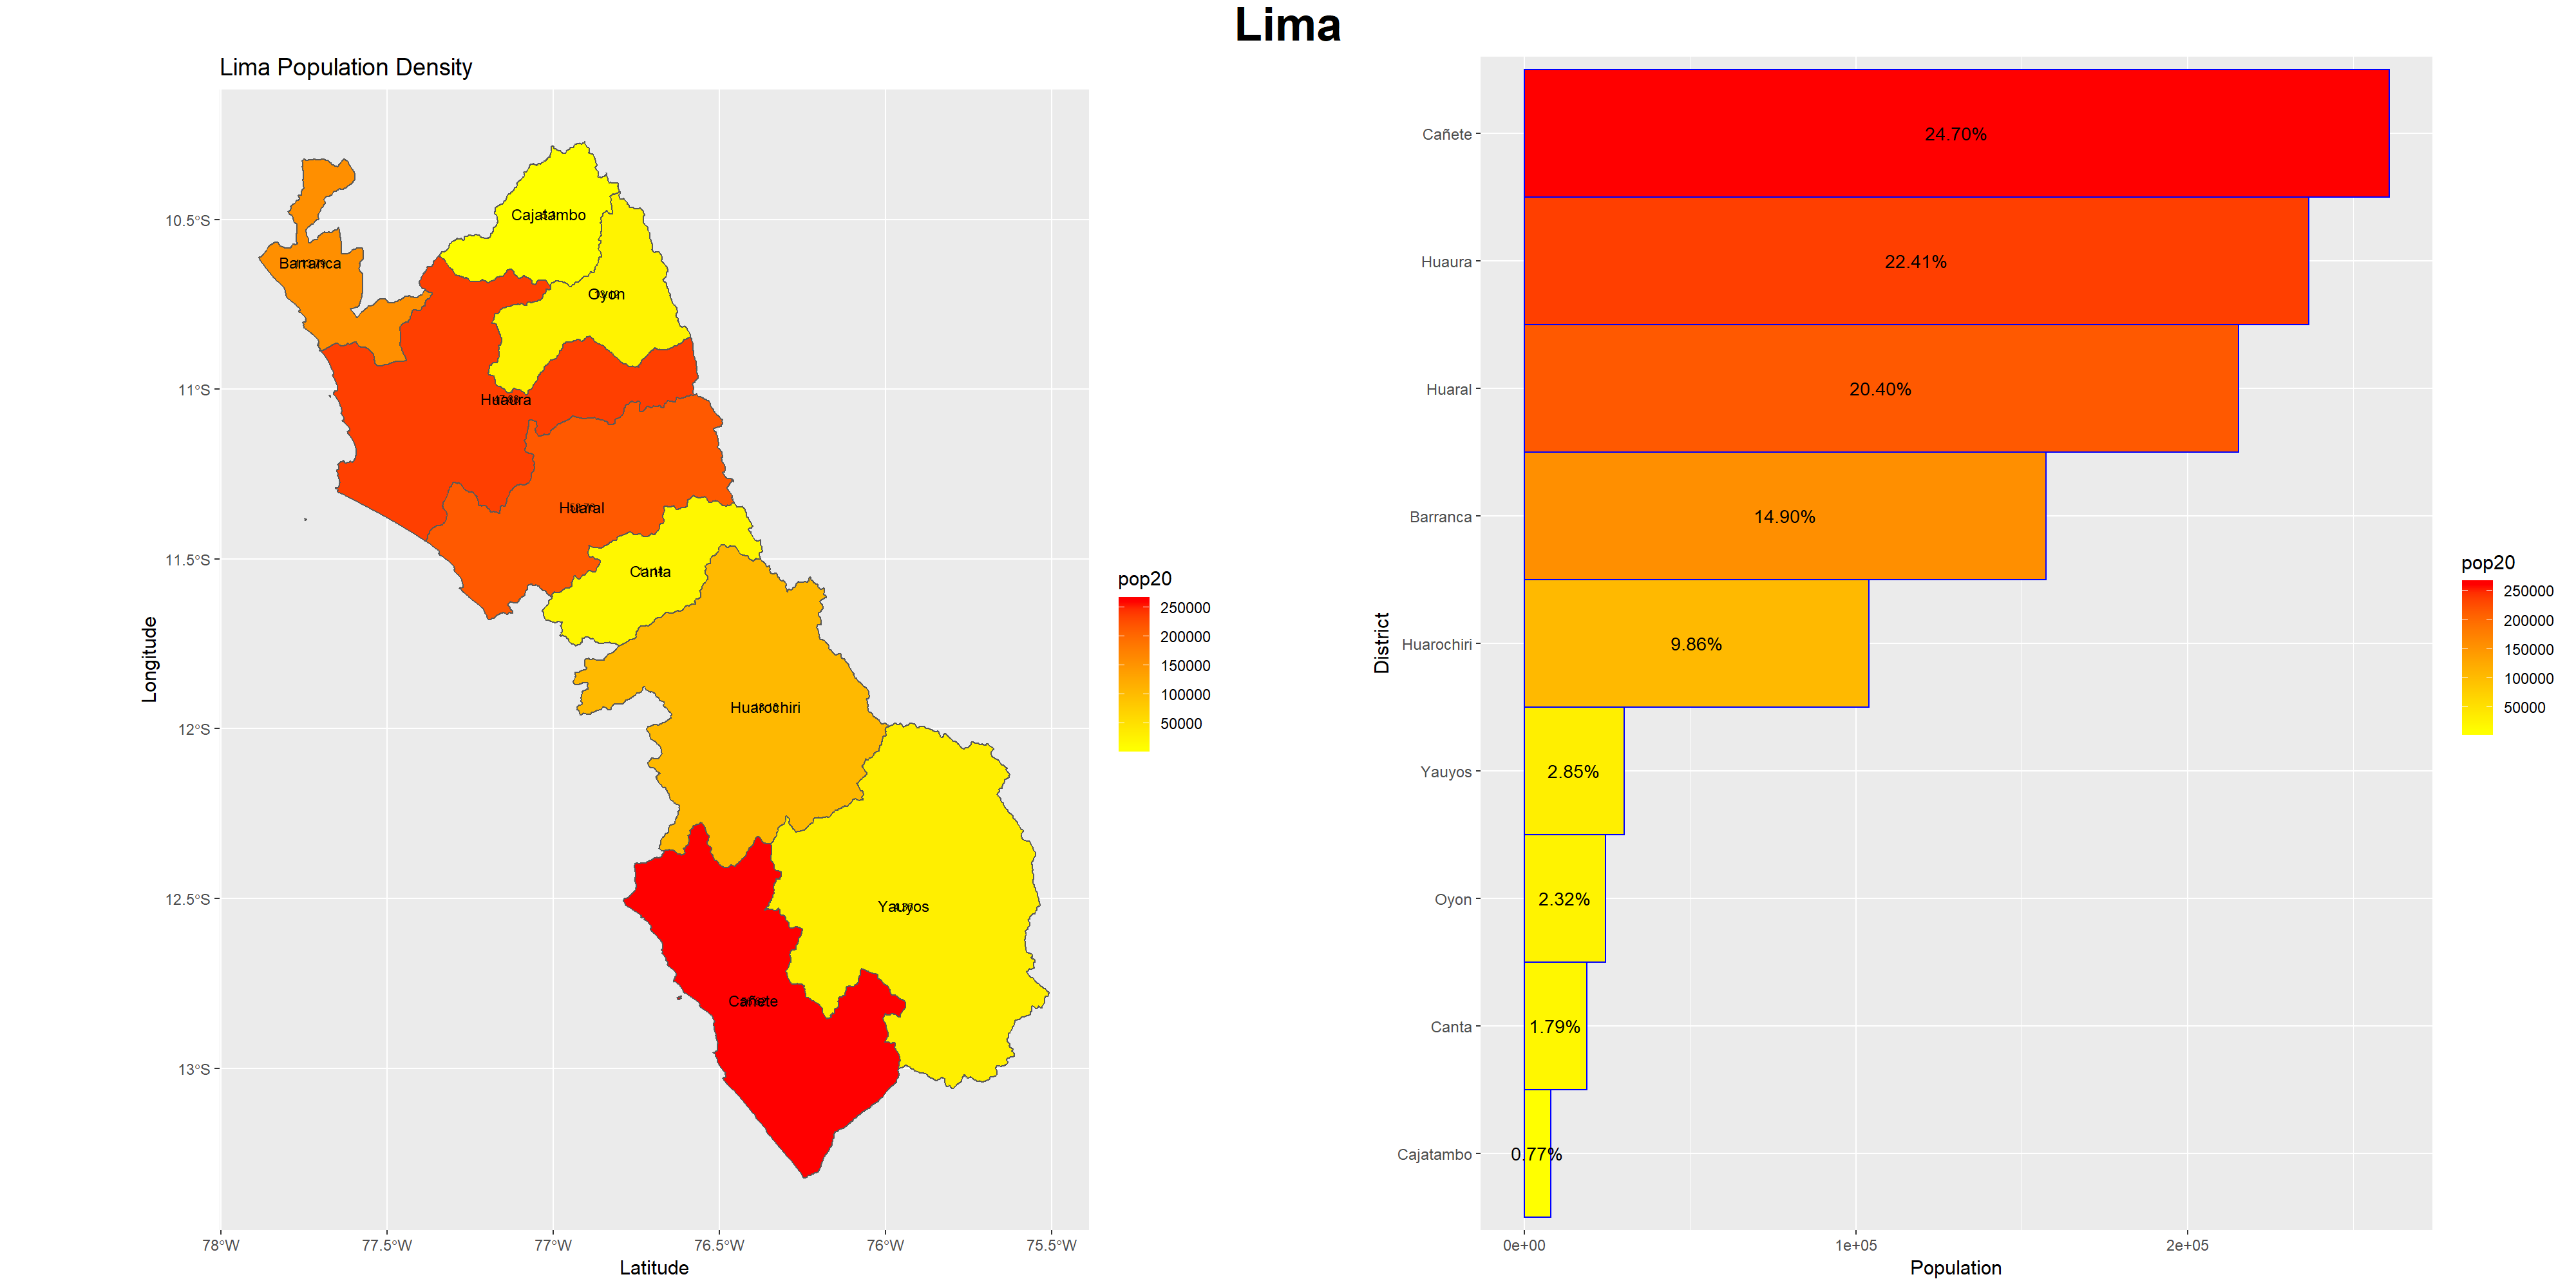 Lima
Lima Population Density
10.5°S
11°S
11.5°S
12°S
12.5°S
13°S
Longitude
Cajatambo
Barranca
Oyon
Huaura
Huaral
Canta
Huarochiri
Yauyos
Cañete
78°W
77.5°W
77°W
76.5°W
76°W
75.5°W
Latitude
pop20
250000
200000
150000
100000
50000
District
Cañete
24.70%
Huaura
22.41%
Huaral
20.40%
Barranca
14.90%
Huarochiri
9.86%
Yauyos
2.85%
Oyon
2.32%
Canta
1.79%
Cajatambo
0.77%
0e+00
1e+05
2e+05
Population
pop20
250000
200000
150000
100000
50000